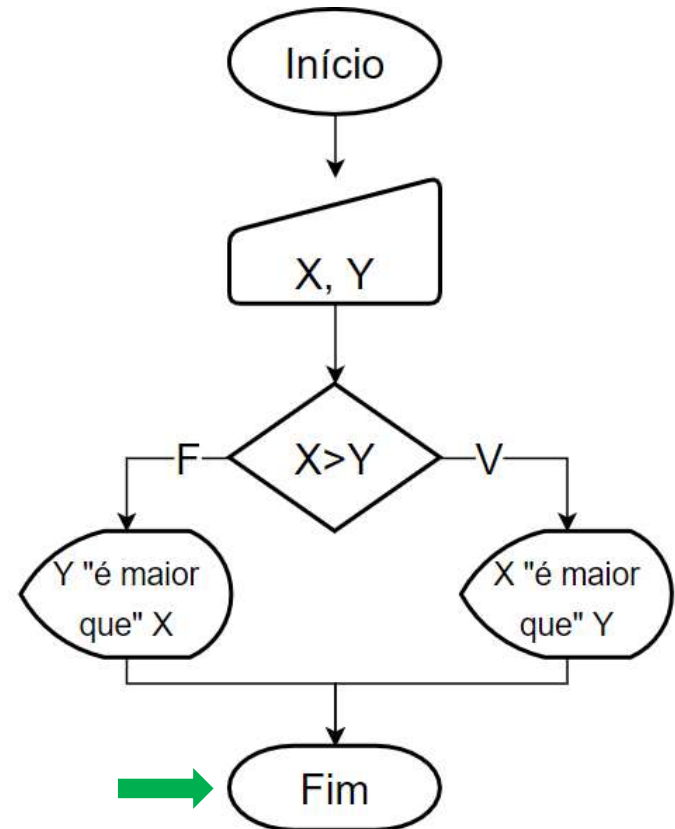 Início
X, Y
F
X>Y
V
Y "é maior
que" X
X "é maior
que" Y
Fim